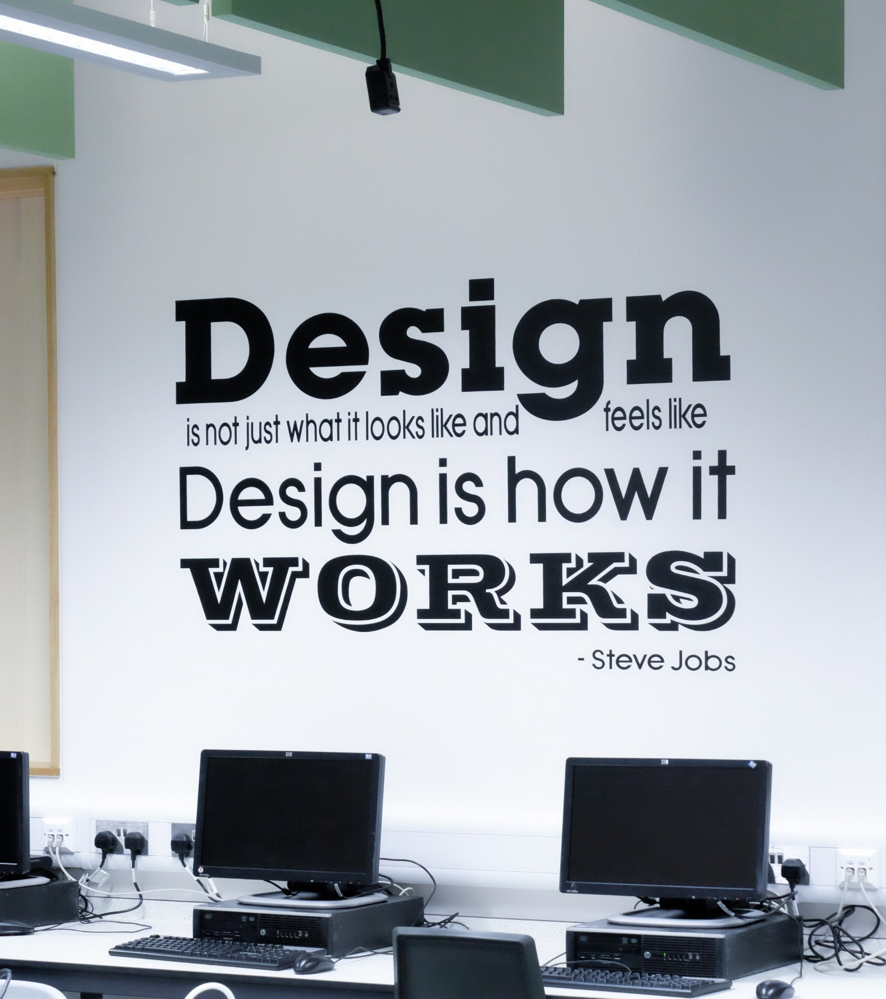 Design
is not just what it looks like and feels like
Design is how it
WORKS
- Steve Jobs